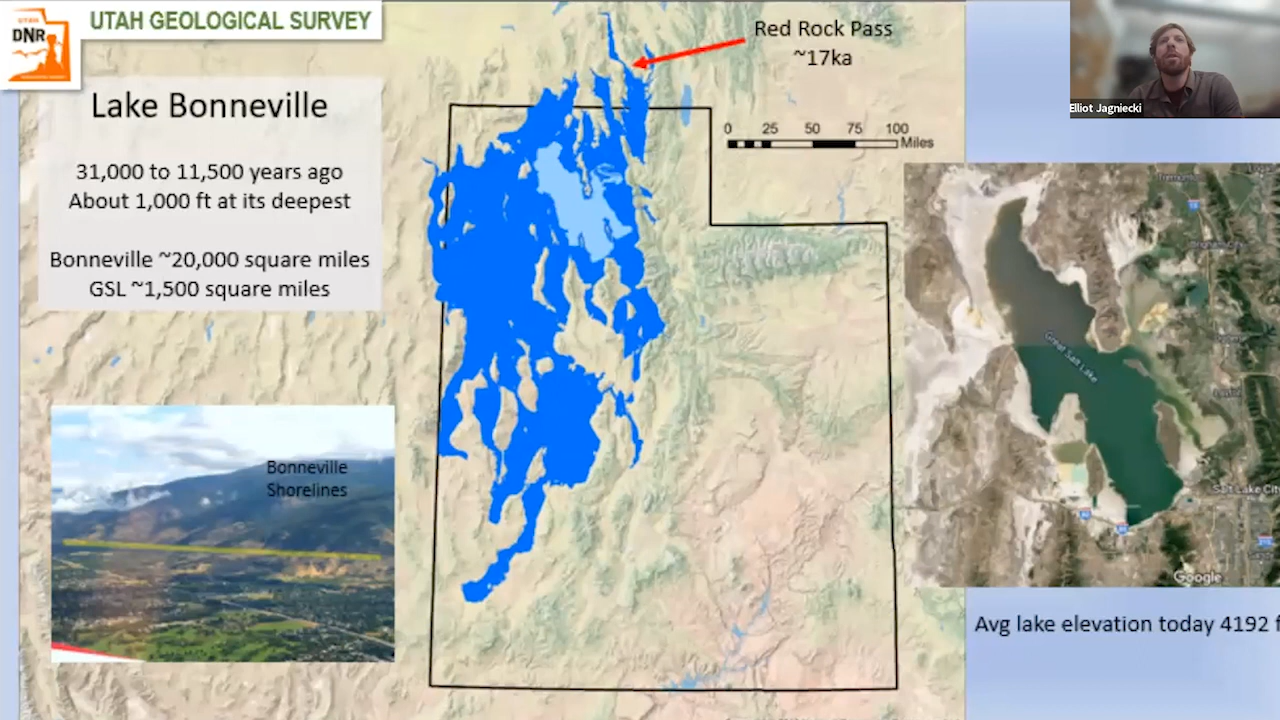 UTAH
DNR
UTAH GEOLOGICAL SURVEY
Lake Bonneville
31,000 to 11,500 years ago
About 1,000 ft at its deepest
Bonneville ~20,000 square miles
GSL ~1,500 square miles
Bonneville
Shorelines
Red Rock Pass
~17ka
0 25 50 75 100
Miles
Elliot Jagniecki
Tremonton
Brigham City
Great Salt Lake
Salt Lake City
Google
Avg lake elevation today 4192 f